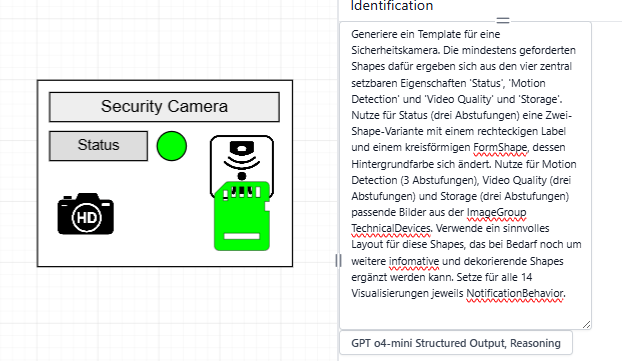 Identification
Security Camera
Status
HD
Generiere ein Template für eine
Sicherheitskamera. Die mindestens geforderten
Shapes dafür ergeben sich aus den vier zentral
setzbaren Eigenschaften 'Status', 'Motion
Detection' und 'Video Quality' und 'Storage'.
Nutze für Status (drei Abstufungen) eine Zwei-
Shape-Variante mit einem rechteckigen Label
und einem kreisförmigen FormShape, dessen
Hintergrundfarbe sich ändert. Nutze für Motion
Detection (3 Abstufungen), Video Quality (drei
Abstufungen) und Storage (drei Abstufungen)
passende Bilder aus der ImageGroup
TechnicalDevices. Verwende ein sinnvolles
Layout für diese Shapes, das bei Bedarf noch um
weitere infomative und dekorierende Shapes
ergänzt werden kann. Setze für alle 14
Visualisierungen jeweils NotificationBehavior.
GPT o4-mini Structured Output, Reasoning